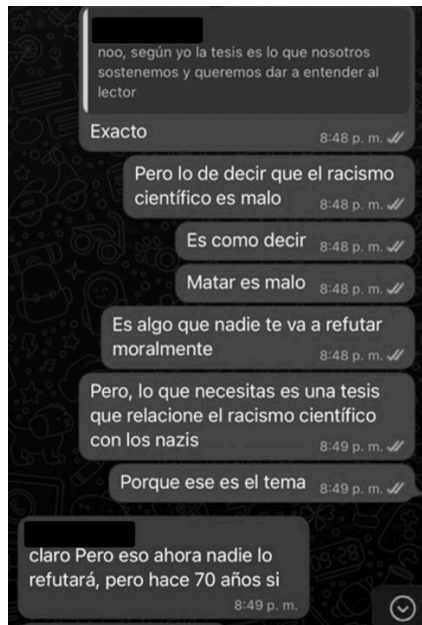 noo, según yo la tesis es lo que nosotros
sostenemos y queremos dar a entender al
lector
Exacto
8:48 p. m.
Pero lo de decir que el racismo
científico es malo
8:48 p. m.
Es como decir
8:48 p. m.
Matar es malo
8:48 p. m.
Es algo que nadie te va a refutar
moralmente
8:48 p. m.
Pero, lo que necesitas es una tesis
que relacione el racismo científico
con los nazis
8:49 p. m.
Porque ese es el tema
8:49 p. m.
claro Pero eso ahora nadie lo
refutará, pero hace 70 años si
8:49 p. m.